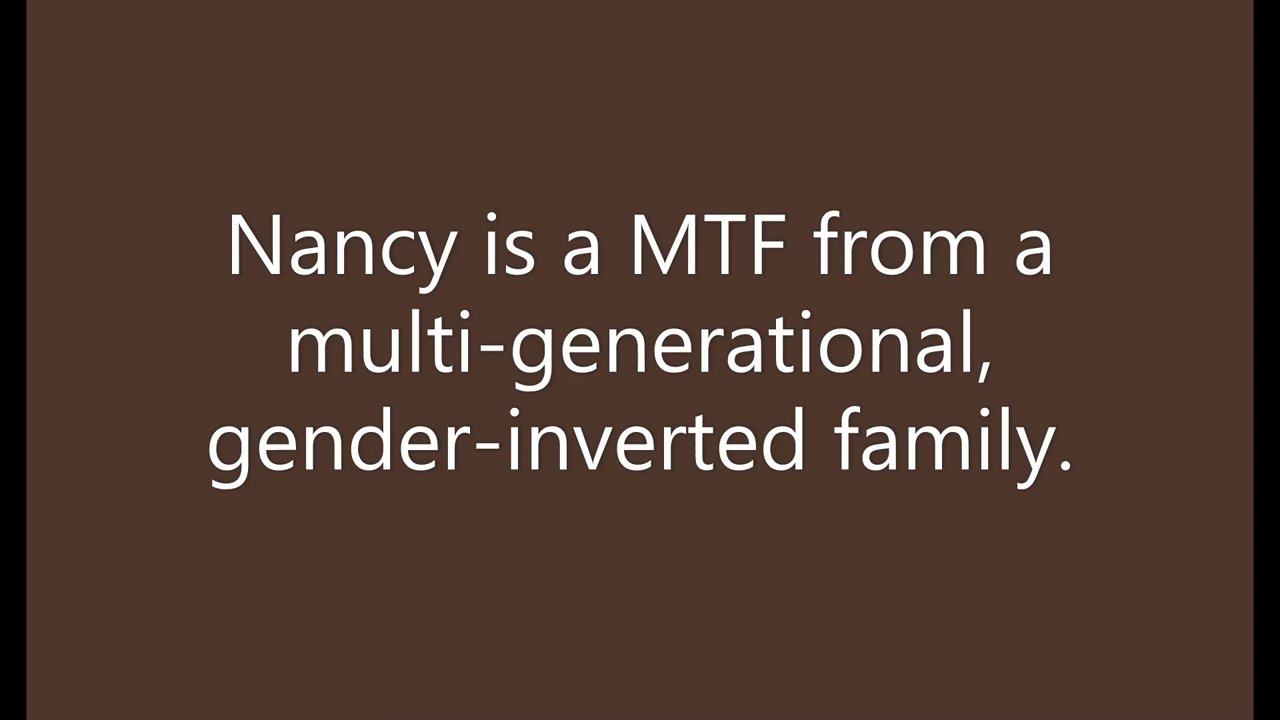 Nancy is a MTF from a
multi-generational,
gender-inverted family.